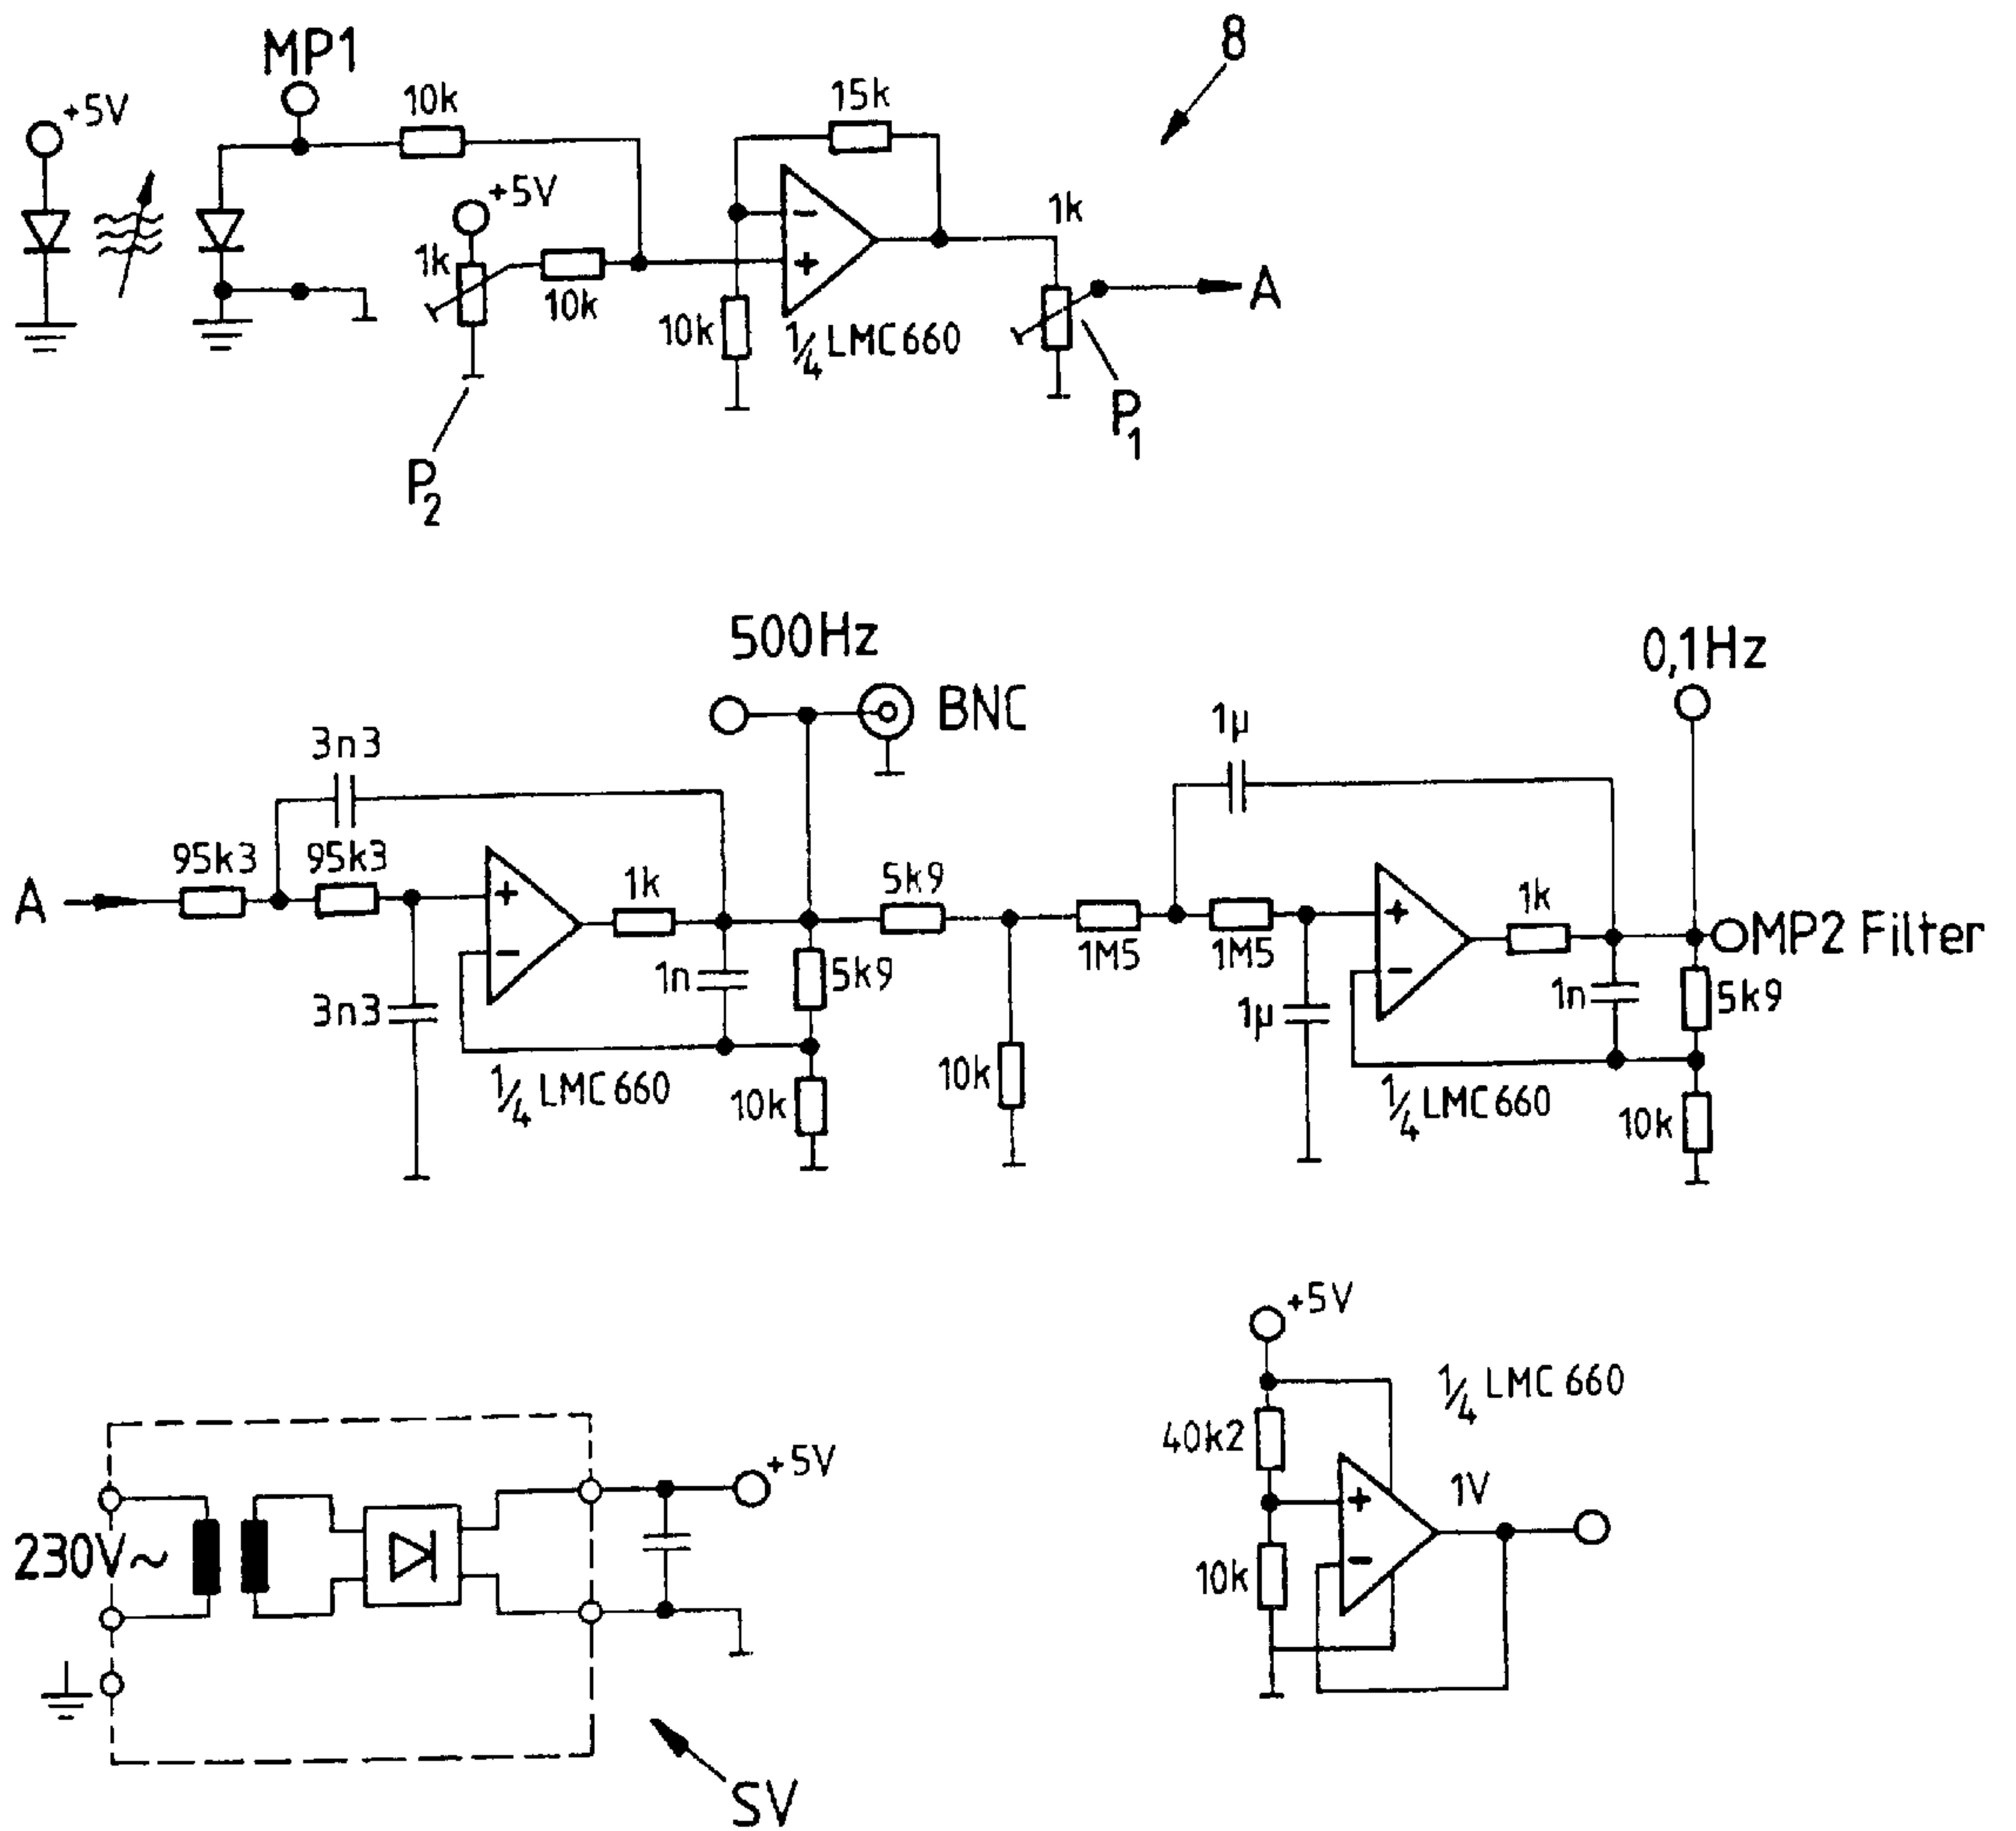 MP1
8
+5V
10k
15k
+5V
1k
1k
10k
-
+
10k
1/4 LMC660
A
P1
P2
500Hz
0,1Hz
BNC
3n3
1µ
95k3
95k3
A
+
-
1k
5k9
1M5
1M5
+
-
1k
MP2 Filter
1n
5k9
3n3
1µ
1n
5k9
1/4 LMC660
10k
10k
1/4 LMC660
10k
+5V
1/4 LMC660
40k2
+5V
1V
+
-
230V~
10k
SV